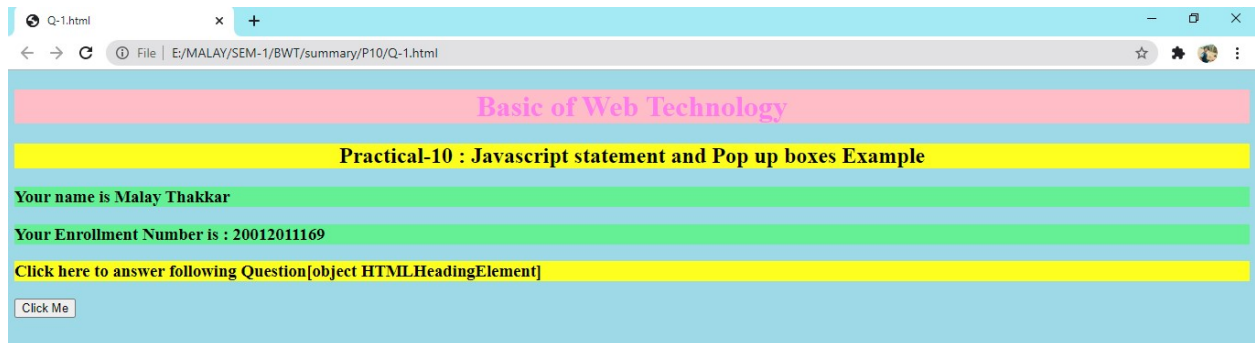 Q-1.html
File | E:/MALAY/SEM-1/BWT/summary/P10/Q-1.html
Basic of Web Technology
Practical-10 : Javascript statement and Pop up boxes Example
Your name is Malay Thakkar
Your Enrollment Number is : 20012011169
Click here to answer following Question[object HTMLHeadingElement]
Click Me